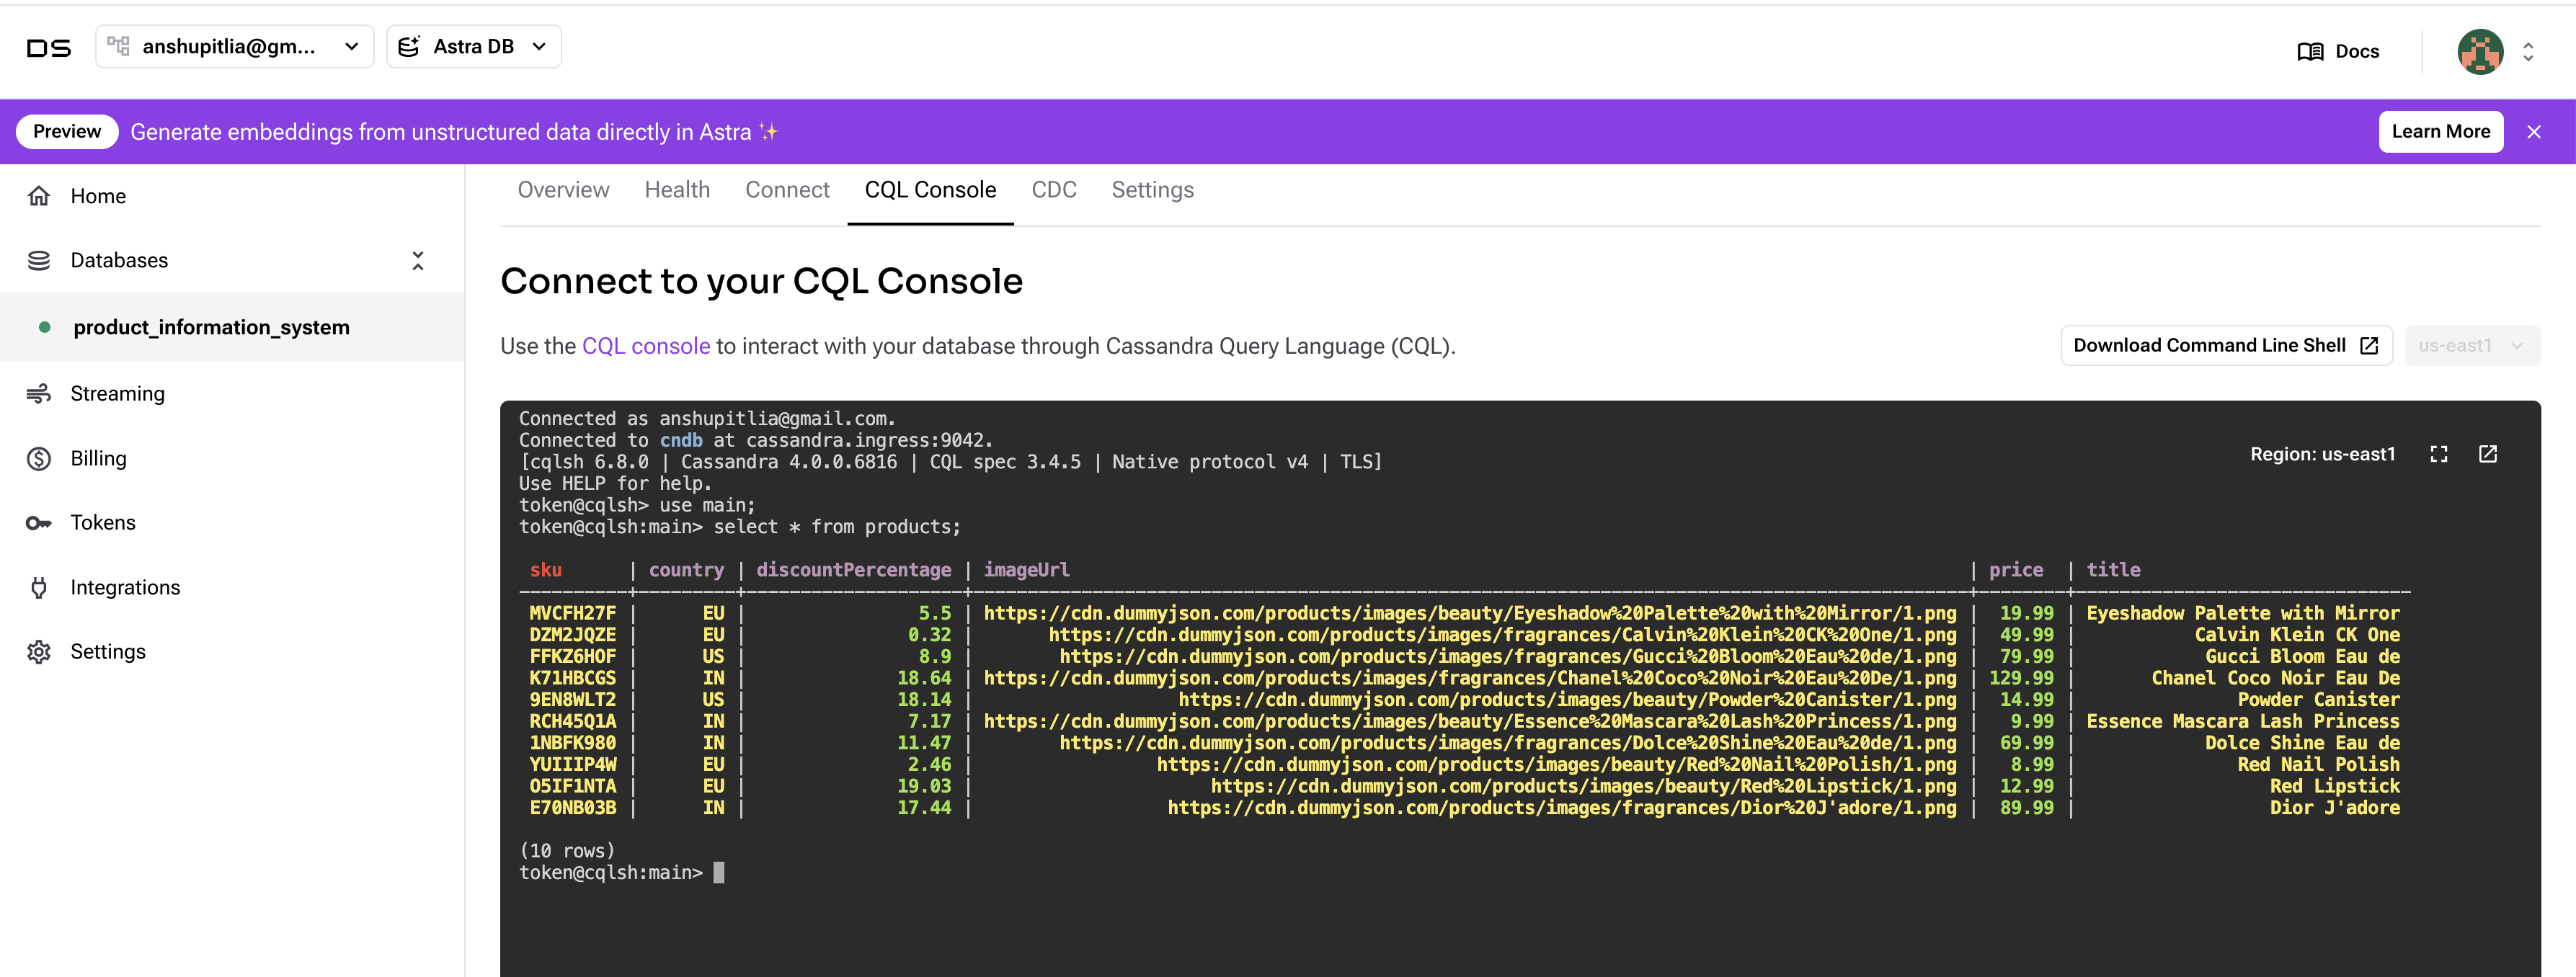 DS
anshupitlia@gm...
Astra DB
Docs
Preview
Generate embeddings from unstructured data directly in Astra ✨
Learn More
Home
Databases
product_information_system
Streaming
Billing
Tokens
Integrations
Settings
Overview Health Connect CQL Console CDC Settings
Connect to your CQL Console
Use the CQL console to interact with your database through Cassandra Query Language (CQL).
Download Command Line Shell
us-east1
Region: us-east1
Connected as anshupitlia@gmail.com.
Connected to cndb at cassandra.ingress:9042.
[cqlsh 6.8.0 | Cassandra 4.0.0.6816 | CQL spec 3.4.5 | Native protocol v4 | TLS]
Use HELP for help.
token@cqlsh> use main;
token@cqlsh:main> select * from products;
sku | country | discountPercentage | imageUrl | price | title
MVCFH27F | EU | 5.5 | https://cdn.dummyjson.com/products/images/beauty/Eyeshadow%20Palette%20with%20Mirror/1.png | 19.99 | Eyeshadow Palette with Mirror
DZM2JQZE | EU | 0.32 | https://cdn.dummyjson.com/products/images/fragrances/Calvin%20Klein%20CK%20One/1.png | 49.99 | Calvin Klein CK One
FFKZ6HOF | US | 8.9 | https://cdn.dummyjson.com/products/images/fragrances/Gucci%20Bloom%20Eau%20de/1.png | 79.99 | Gucci Bloom Eau de
K71HBCGS | IN | 18.64 | https://cdn.dummyjson.com/products/images/fragrances/Chanel%20Coco%20Noir%20Eau%20De/1.png | 129.99 | Chanel Coco Noir Eau De
9EN8WLT2 | US | 18.14 | https://cdn.dummyjson.com/products/images/beauty/Powder%20Canister/1.png | 14.99 | Powder Canister
RCH45Q1A | IN | 7.17 | https://cdn.dummyjson.com/products/images/beauty/Essence%20Mascara%20Lash%20Princess/1.png | 9.99 | Essence Mascara Lash Princess
1NBFK980 | IN | 11.47 | https://cdn.dummyjson.com/products/images/fragrances/Dolce%20Shine%20Eau%20de/1.png | 69.99 | Dolce Shine Eau de
YUIIIP4W | EU | 2.46 | https://cdn.dummyjson.com/products/images/beauty/Red%20Nail%20Polish/1.png | 8.99 | Red Nail Polish
O5IF1NTA | EU | 19.03 | https://cdn.dummyjson.com/products/images/beauty/Red%20Lipstick/1.png | 12.99 | Red Lipstick
E70NB03B | IN | 17.44 | https://cdn.dummyjson.com/products/images/fragrances/Dior%20J'adore/1.png | 89.99 | Dior J'adore
(10 rows)
token@cqlsh:main>